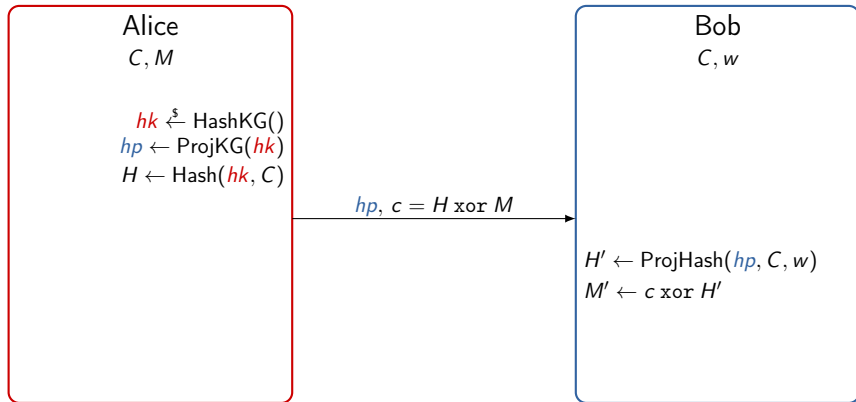 Alice
C, M
hk ←$ HashKG()
hp ← ProjKG(hk)
H ← Hash(hk, C)
hp, c = H xor M
Bob
C, w
H′ ← ProjHash(hp, C, w)
M′ ← c xor H′